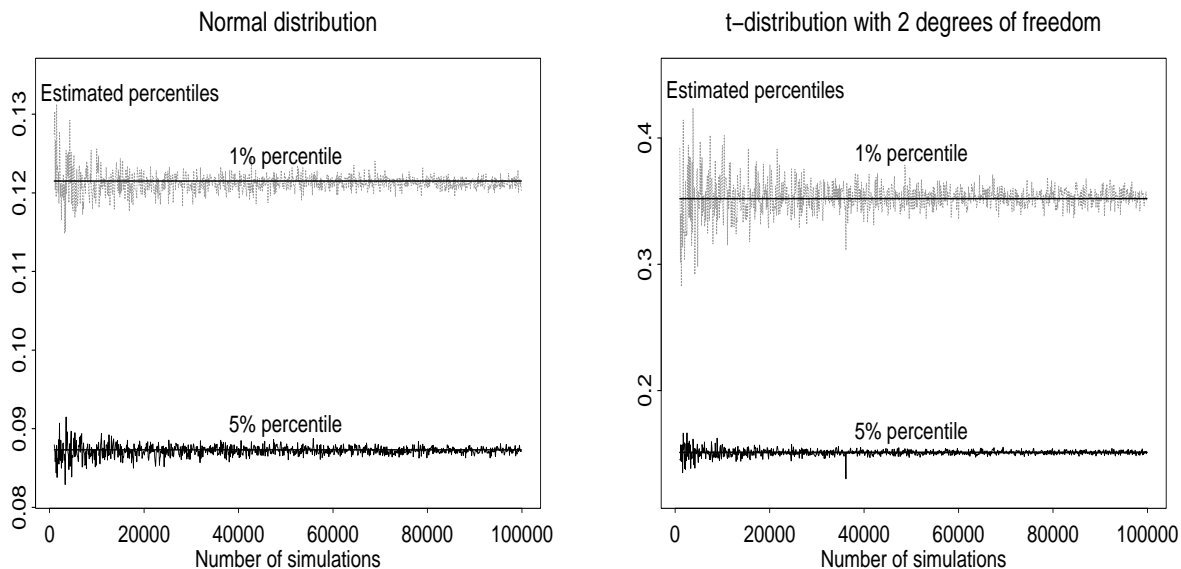 Normal distribution
Estimated percentiles
1% percentile
5% percentile
0.13
0.12
0.11
0.10
0.09
0.08
0 20000 40000 60000 80000 100000
Number of simulations
t−distribution with 2 degrees of freedom
Estimated percentiles
1% percentile
5% percentile
0.4
0.3
0.2
0 20000 40000 60000 80000 100000
Number of simulations